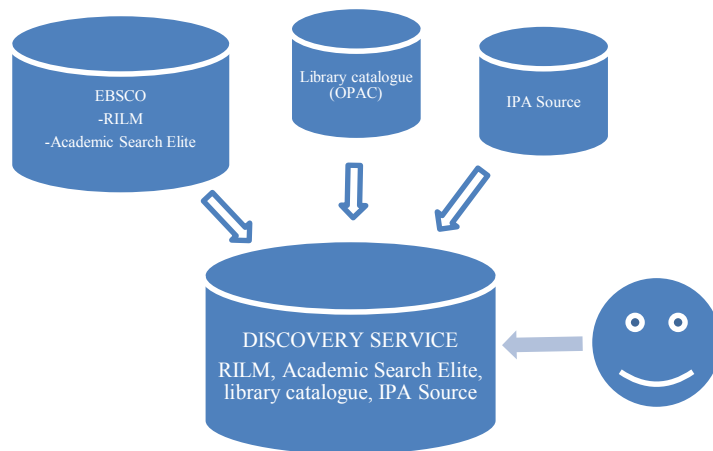 EBSCO
-RILM
-Academic Search Elite
Library catalogue
(OPAC)
IPA Source
DISCOVERY SERVICE
RILM, Academic Search Elite,
library catalogue, IPA Source